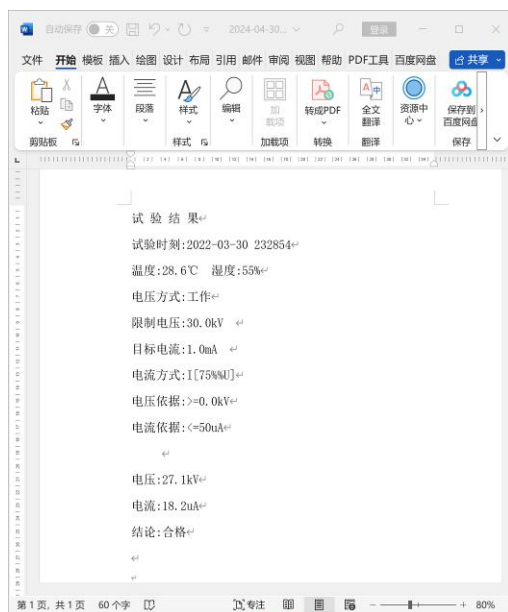 自动保存 关 2024-04-30... 登录
文件 开始 模板 插入 绘图 设计 布局 引用 邮件 审阅 视图 帮助 PDF工具 百度网盘 共享
粘贴 字体 段落 样式 编辑 加载项 转成PDF 全文翻译 资源中心 保存到百度网盘
剪贴板 样式 加载项 转换 翻译 保存
试 验 结 果
试验时刻:2022-03-30 232854
温度:28.6℃ 湿度:55%
电压方式:工作
限制电压:30.0kV
目标电流:1.0mA
电流方式:I[75%%U]
电压依据:>=0.0kV
电流依据:<=50uA
电压:27.1kV
电流:18.2uA
结论:合格
第1页, 共1页 60个字 专注 80%